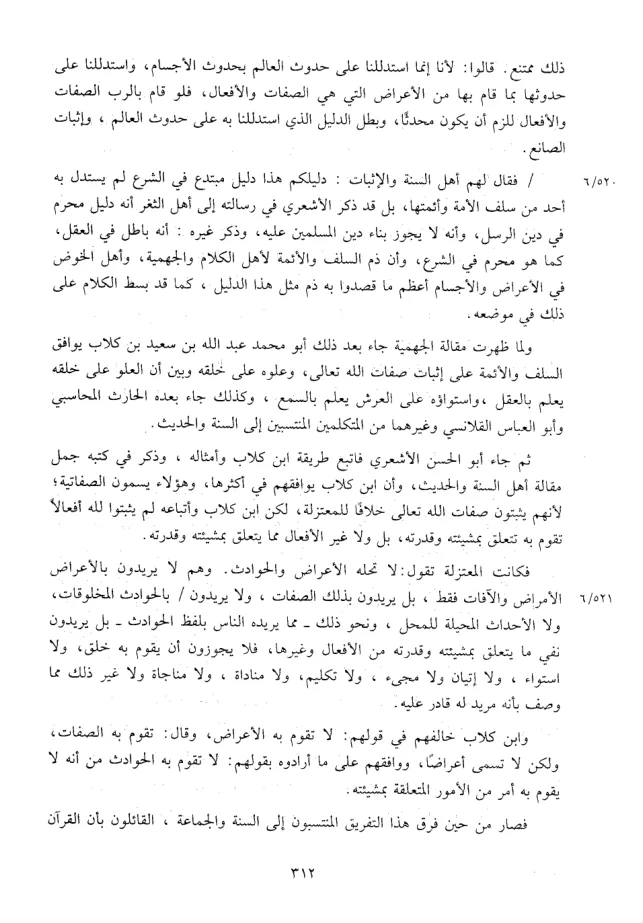 ذلك ممتنع. قالوا: لأنا إنما استدللنا على حدوث العالم بحدوث الأجسام، واستدللنا على
حدوثها بما قام بها من الأعراض التي هي الصفات والأفعال، فلو قام بالرب الصفات
والأفعال للزم أن يكون محدثًا، وبطل الدليل الذي استدللنا به على حدوث العالم ، وإثبات
الصانع.
٦/٥٢٠ / فقال لهم أهل السنة والإثبات : دليلكم هذا دليل مبتدع في الشرع لم يستدل به
أحد من سلف الأمة وأئمتها، بل قد ذكر الأشعري في رسالته إلى أهل الثغر أنه دليل محرم
في دين الرسل، وأنه لا يجوز بناء دين المسلمين عليه، وذكر غيره : أنه باطل في العقل،
كما هو محرم في الشرع، وأن ذم السلف والأئمة لأهل الكلام والجهمية، وأهل الخوض
في الأعراض والأجسام أعظم ما قصدوا به ذم مثل هذا الدليل ، كما قد بسط الكلام على
ذلك في موضعه.
ولما ظهرت مقالة الجهمية جاء بعد ذلك أبو محمد عبد الله بن سعيد بن كلاب يوافق
السلف والأئمة على إثبات صفات الله تعالى، وعلوه على خلقه وبين أن العلو على خلقه
يعلم بالعقل ،واستواؤه على العرش يعلم بالسمع ، وكذلك جاء بعده الحارث المحاسبي
وأبو العباس القلانسي وغيرهما من المتكلمين المنتسبين إلى السنة والحديث.
ثم جاء أبو الحسن الأشعري فاتبع طريقة ابن كلاب وأمثاله ، وذكر في كتبه جمل
مقالة أهل السنة والحديث، وأن ابن كلاب يوافقهم في أكثرها، وهؤلاء يسمون الصفاتية؛
لأنهم يثبتون صفات الله تعالى خلافًا للمعتزلة، لكن ابن كلاب وأتباعه لم يثبتوا لله أفعالاً
تقوم به تتعلق بمشيئته وقدرته، بل ولا غير الأفعال مما يتعلق بمشيئته وقدرته.
فكانت المعتزلة تقول:لا تحله الأعراض والحوادث. وهم لا يريدون بالأعراض
٦/٥٢١ الأمراض والآفات فقط ، بل يريدون بذلك الصفات ، ولا يريدون / بالحوادث المخلوقات،
ولا الأحداث المحيلة للمحل ، ونحو ذلك ــ مما يريده الناس بلفظ الحوادث ــ بل يريدون
نفي ما يتعلق بمشيئته وقدرته من الأفعال وغيرها، فلا يجوزون أن يقوم به خلق، ولا
استواء ، ولا إتيان ولا مجيء ، ولا تكليم، ولا مناداة ، ولا مناجاة ولا غير ذلك مما
وصف بأنه مريد له قادر عليه.
وابن كلاب خالفهم في قولهم: لا تقوم به الأعراض، وقال: تقوم به الصفات،
ولكن لا تسمى أعراضًا، ووافقهم على ما أرادوه بقولهم: لا تقوم به الحوادث من أنه لا
يقوم به أمر من الأمور المتعلقة بمشيئته.
فصار من حين فرق هذا التفريق المنتسبون إلى السنة والجماعة ، القائلون بأن القرآن
٣١٢